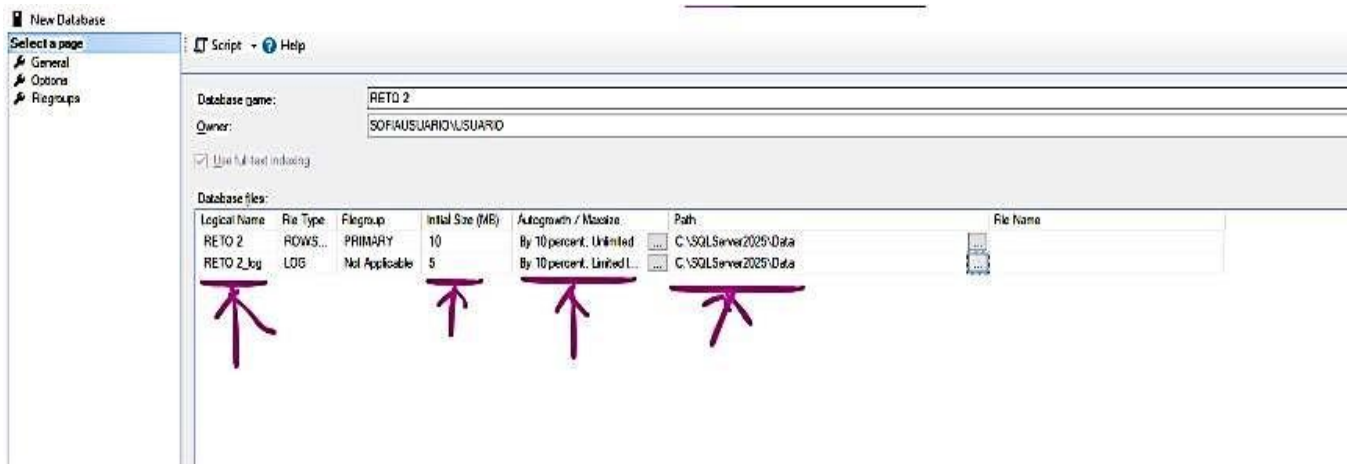 New Database
Select a page
General
Options
Filegroups
Script Help
Database name: RETO 2
Owner: SOFIAUSUARIO\USUARIO
Use full-text indexing
Database files:
Logical Name File Type Filegroup Initial Size (MB) Autogrowth / Maxsize Path File Name
RETO 2 ROWS... PRIMARY 10 By 10 percent, Unlimited ... C:\SQLServer2025\Data ...
RETO 2_log LOG Not Applicable 5 By 10 percent, Limited t... ... C:\SQLServer2025\Data ...